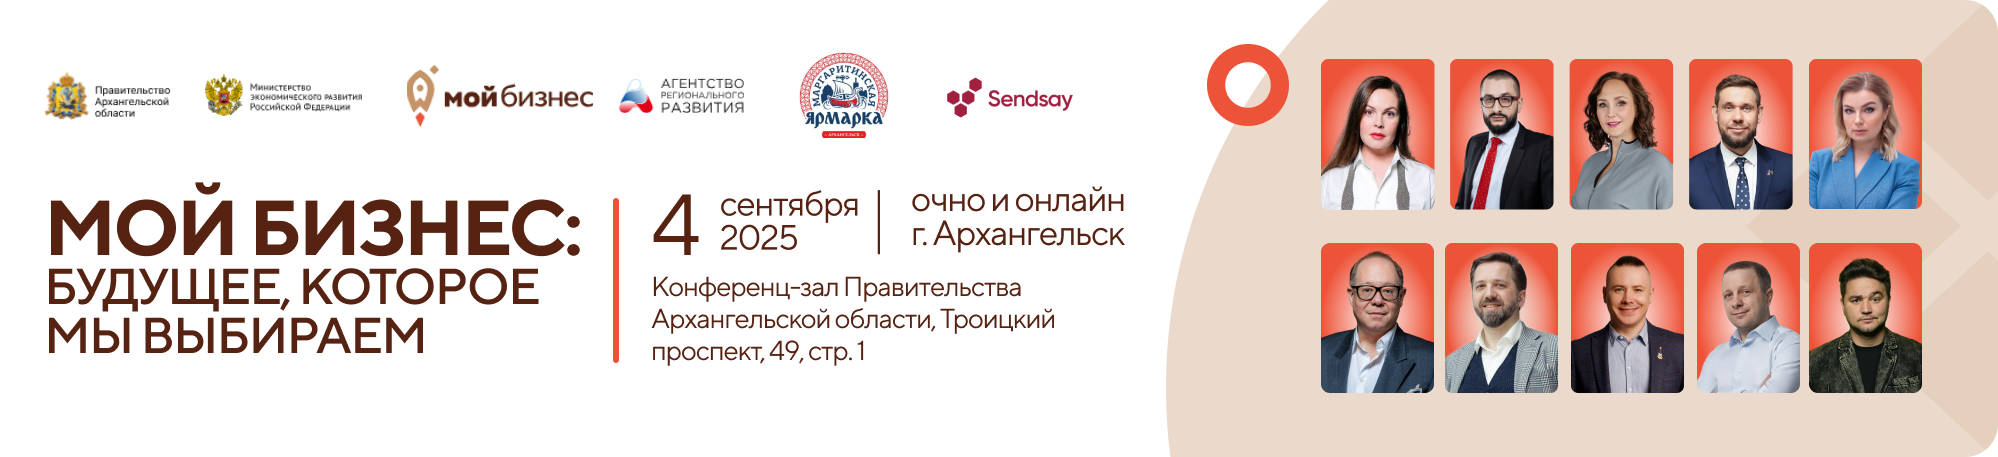 Правительство
Архангельской
области
Министерство
экономического развития
Российской Федерации
мой бизнес
АГЕНТСТВО
РЕГИОНАЛЬНОГО
РАЗВИТИЯ
МАРГАРИТИНСКАЯ
ЯРМАРКА
АРХАНГЕЛЬСК
Sendsay
МОЙ БИЗНЕС:
БУДУЩЕЕ, КОТОРОЕ
МЫ ВЫБИРАЕМ
4 сентября
2025
очно и онлайн
г. Архангельск
Конференц-зал Правительства
Архангельской области, Троицкий
проспект, 49, стр. 1